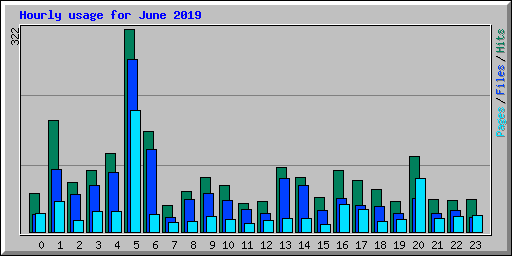 Hourly usage for June 2019
322
Pages/Files/Hits
0 1 2 3 4 5 6 7 8 9 10 11 12 13 14 15 16 17 18 19 20 21 22 23